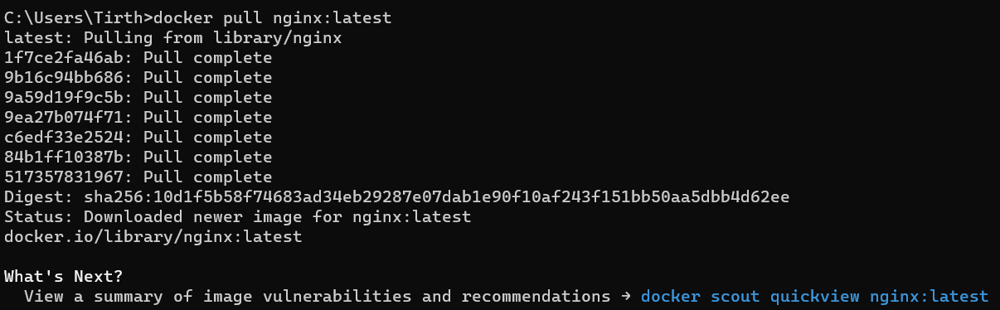 C:\Users\Tirth>docker pull nginx:latest
latest: Pulling from library/nginx
1f7ce2fa46ab: Pull complete
9b16c94bb686: Pull complete
9a59d19f9c5b: Pull complete
9ea27b074f71: Pull complete
c6edf33e2524: Pull complete
84b1ff10387b: Pull complete
517357831967: Pull complete
Digest: sha256:10d1f5b58f74683ad34eb29287e07dab1e90f10af243f151bb50aa5dbb4d62ee
Status: Downloaded newer image for nginx:latest
docker.io/library/nginx:latest
What's Next?
View a summary of image vulnerabilities and recommendations → docker scout quickview nginx:latest